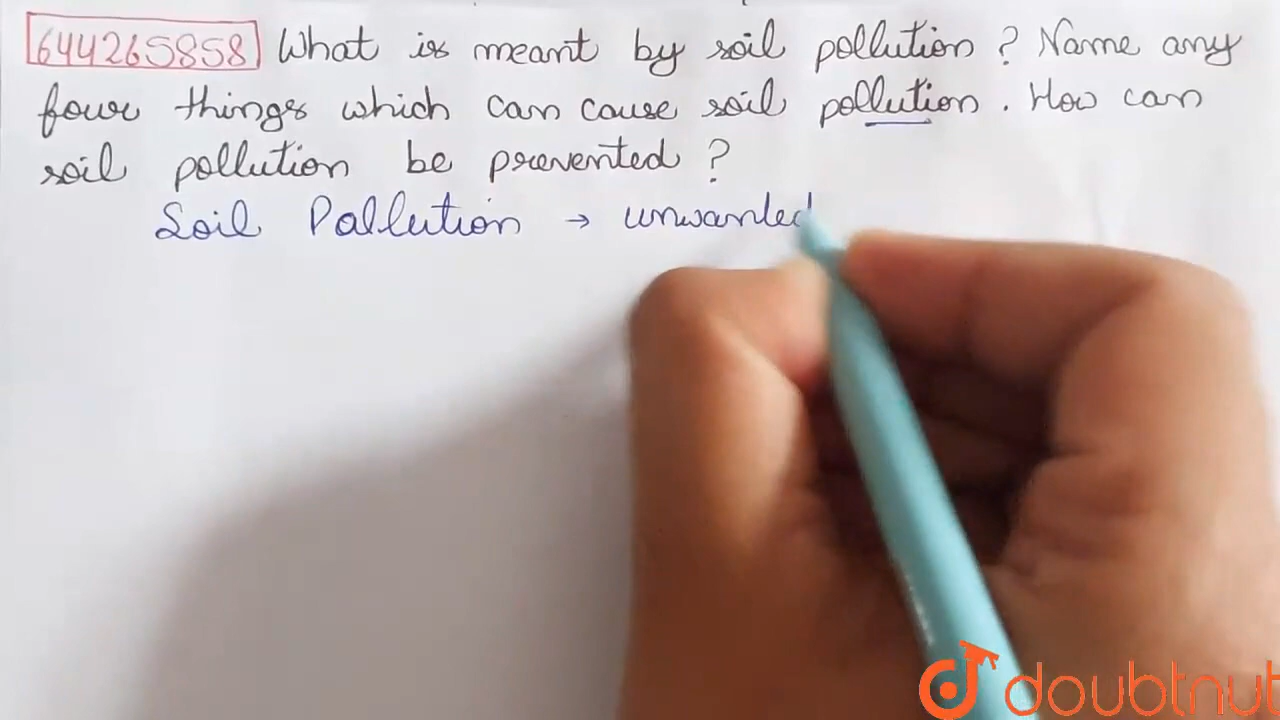 644265858 What is meant by soil pollution ? Name any
four things which can cause soil pollution . How can
soil pollution be prevented ?
Soil Pollution → unwanted
doubtnut